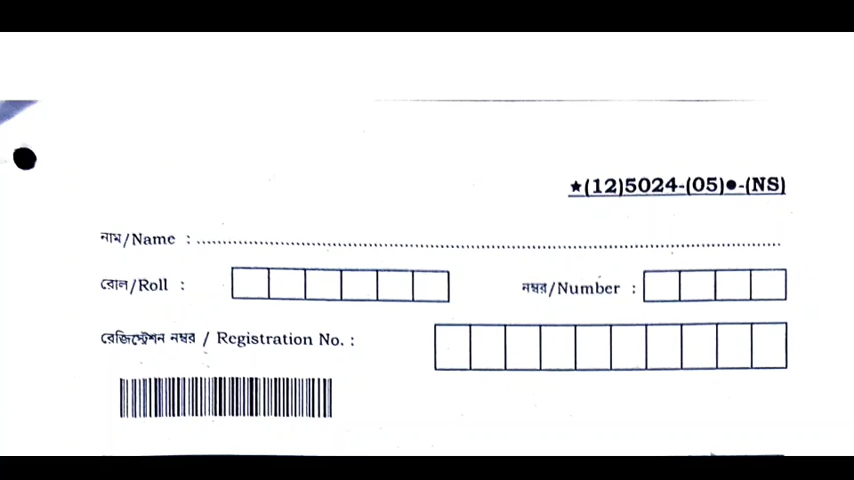 ★(12)5024-(05)●-(NS)
নাম/Name : ................................................................................
রোল/Roll :
নম্বর/Number :
রেজিস্ট্রেশন নম্বর / Registration No. :